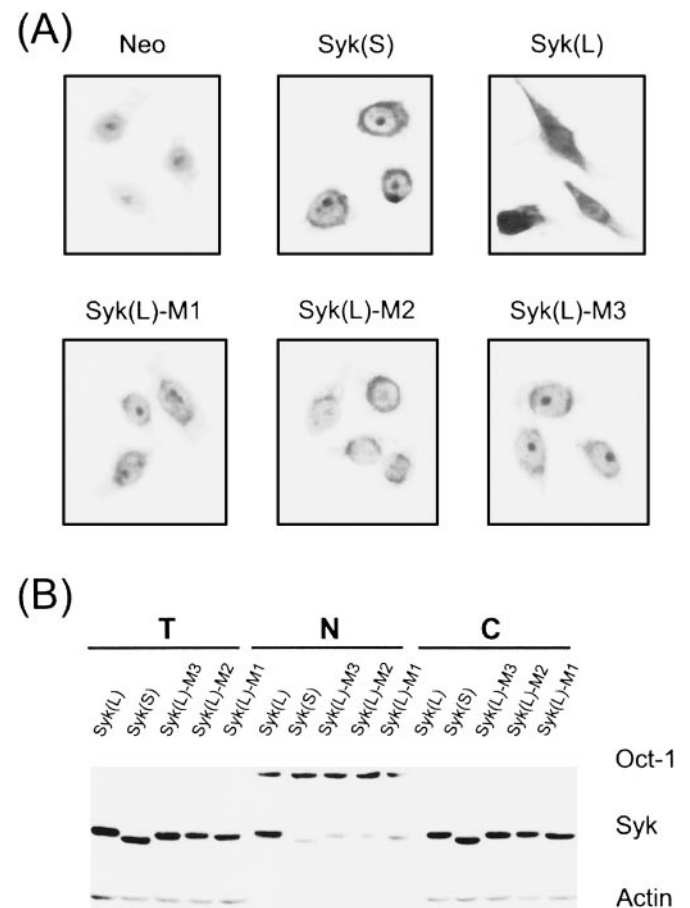 (A)
Neo Syk(S) Syk(L)
Syk(L)-M1 Syk(L)-M2 Syk(L)-M3
(B)
T N C
Syk(L) Syk(S) Syk(L)-M3 Syk(L)-M2 Syk(L)-M1 Syk(L) Syk(S) Syk(L)-M3 Syk(L)-M2 Syk(L)-M1 Syk(L) Syk(S) Syk(L)-M3 Syk(L)-M2 Syk(L)-M1
Oct-1
Syk
Actin